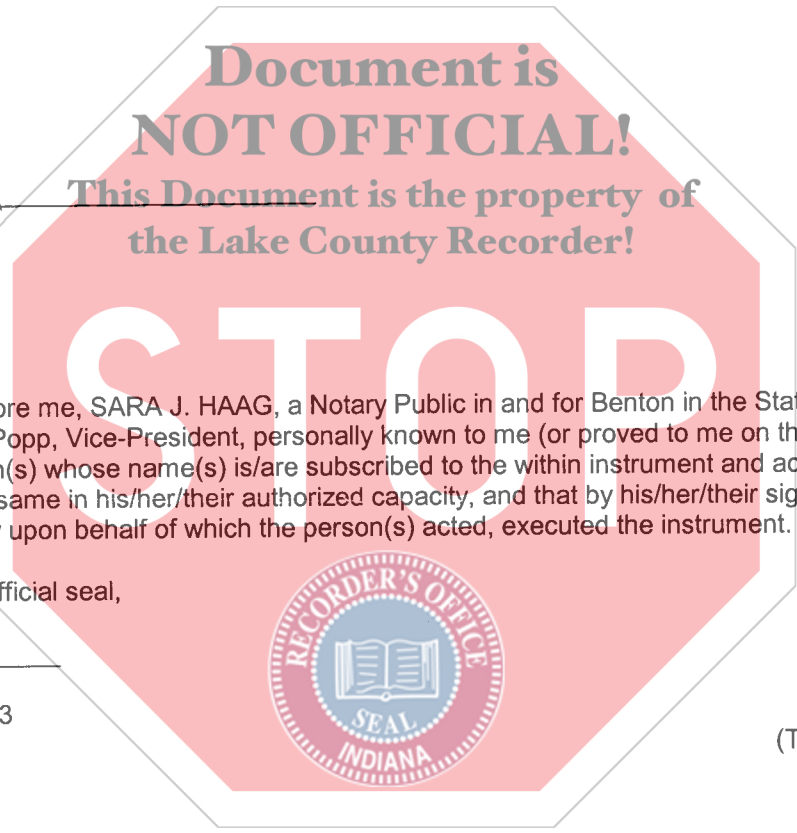 Document is
NOT OFFICIAL!
This Document is the property of
the Lake County Recorder!
STOP
ore me, SARA J. HAAG, a Notary Public in and for Benton in the Stat
Popp, Vice-President, personally known to me (or proved to me on th
n(s) whose name(s) is/are subscribed to the within instrument and ac
same in his/her/their authorized capacity, and that by his/her/their sig
y upon behalf of which the person(s) acted, executed the instrument.
fficial seal,
RECORDER'S OFFICE
SEAL
INDIANA
3
(T